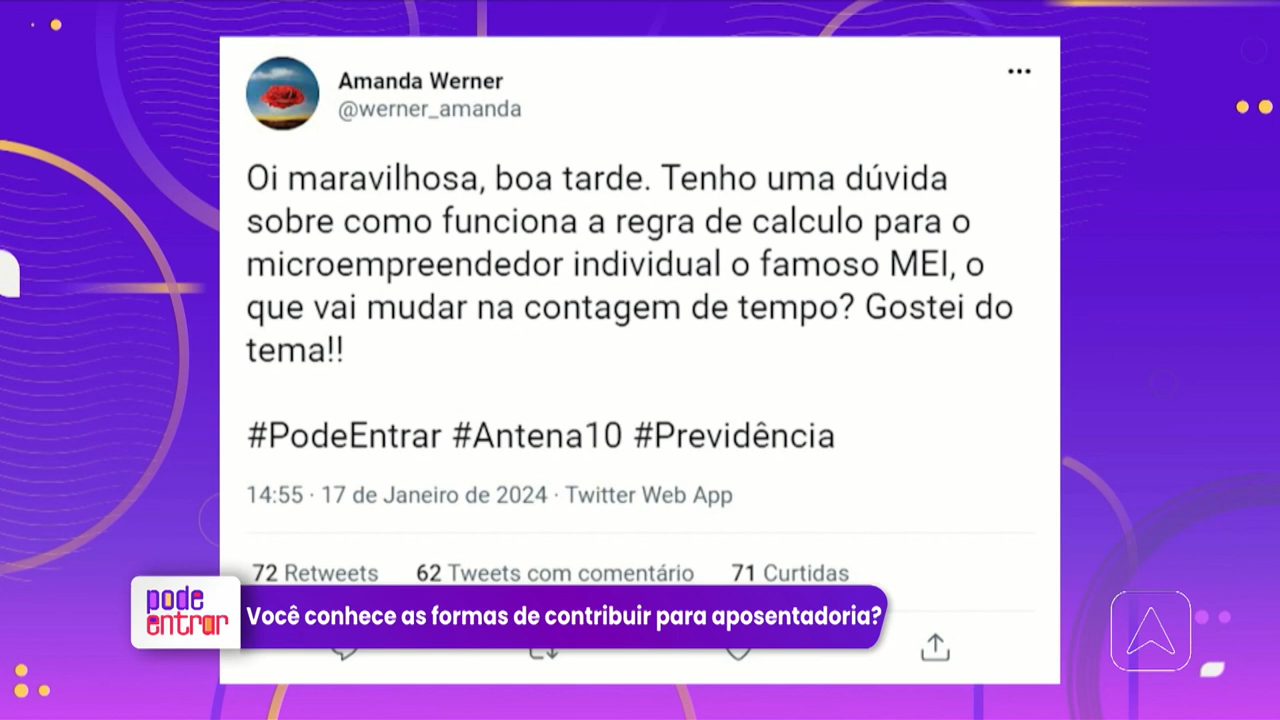 Amanda Werner
@werner_amanda
Oi maravilhosa, boa tarde. Tenho uma dúvida
sobre como funciona a regra de calculo para o
microempreendedor individual o famoso MEI, o
que vai mudar na contagem de tempo? Gostei do
tema!!
#PodeEntrar #Antena10 #Previdência
14:55 · 17 de Janeiro de 2024 · Twitter Web App
72 Retweets 62 Tweets com comentário 71 Curtidas
pode
entrar
Você conhece as formas de contribuir para aposentadoria?